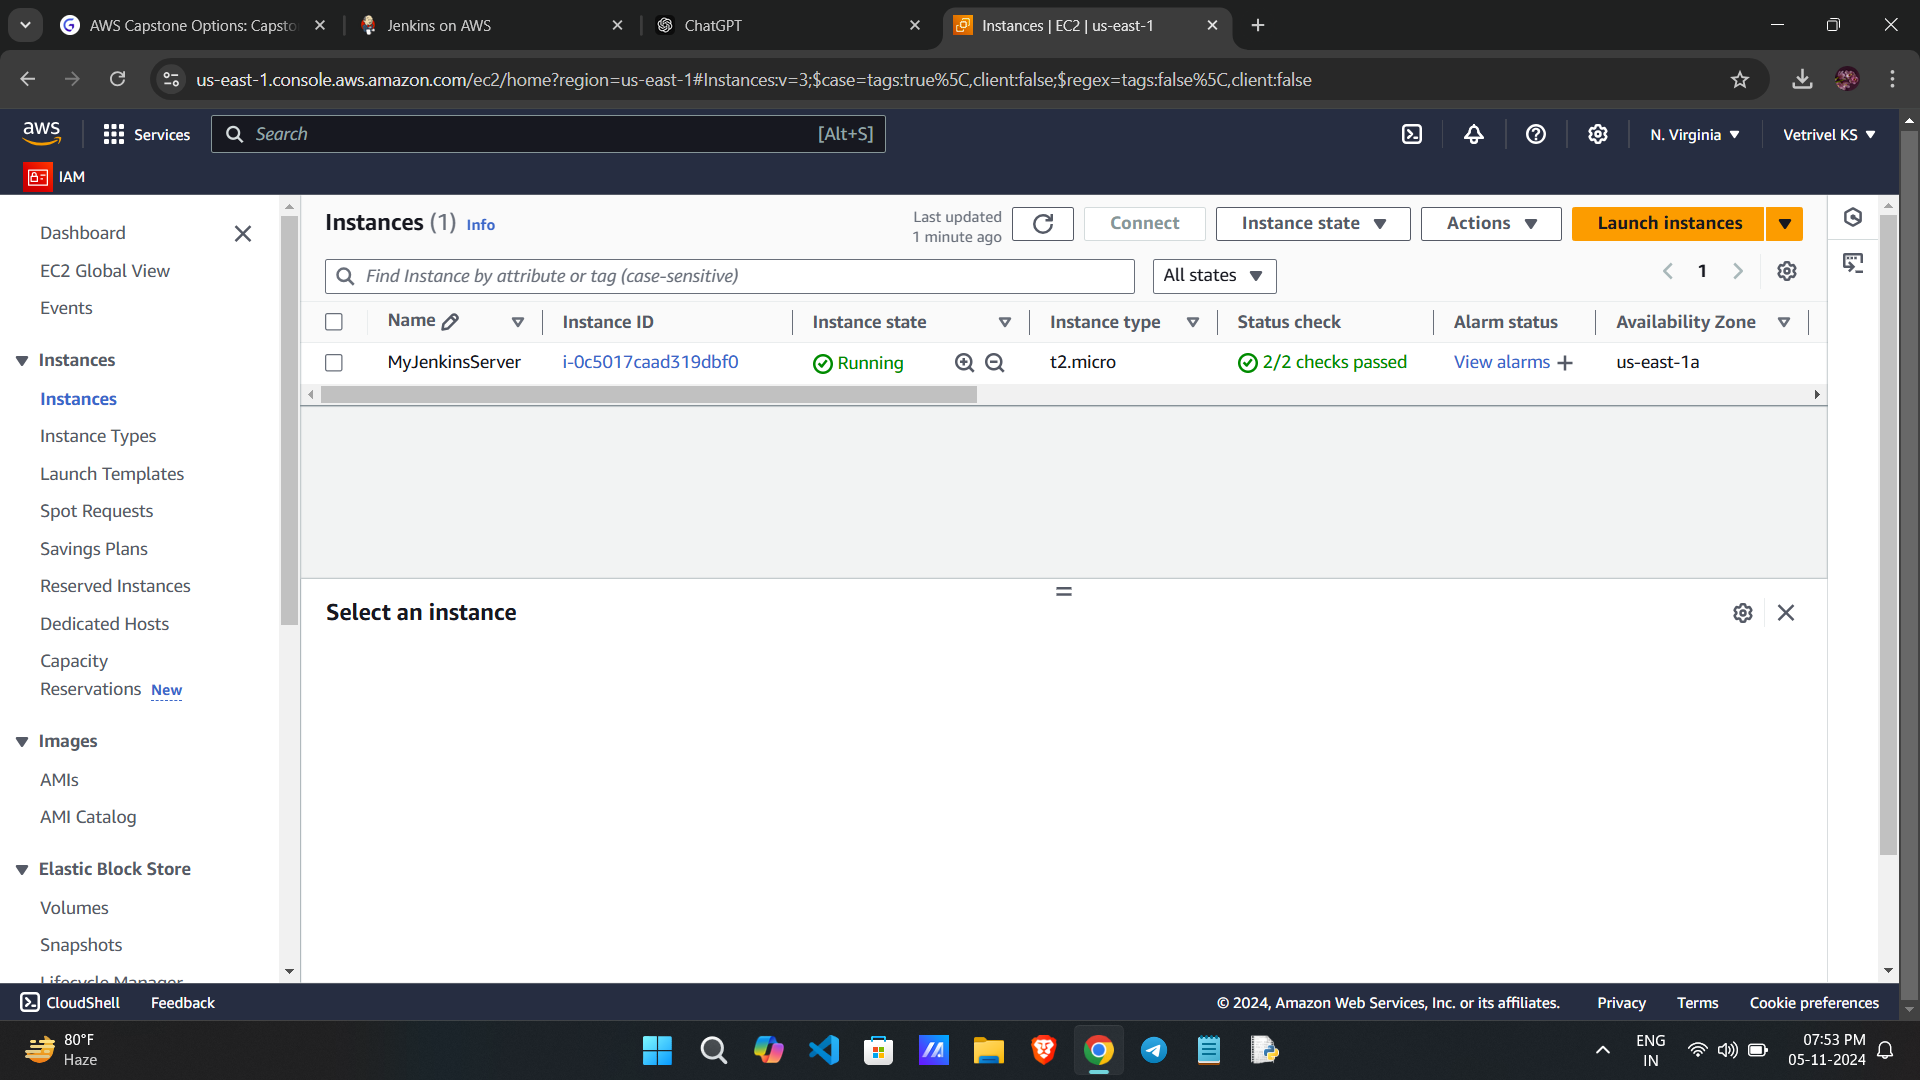 AWS Capstone Options: Capsto
Jenkins on AWS
ChatGPT
Instances | EC2 | us-east-1
us-east-1.console.aws.amazon.com/ec2/home?region=us-east-1#Instances:v=3;$case=tags:true%5C,client:false;$regex=tags:false%5C,client:false
aws
Services
Search
[Alt+S]
N. Virginia
Vetrivel KS
IAM
Dashboard
EC2 Global View
Events
Instances
Instances
Instance Types
Launch Templates
Spot Requests
Savings Plans
Reserved Instances
Dedicated Hosts
Capacity
Reservations New
Images
AMIs
AMI Catalog
Elastic Block Store
Volumes
Snapshots
Lifecycle Manager
Instances (1) Info
Last updated
1 minute ago
Connect
Instance state
Actions
Launch instances
Find Instance by attribute or tag (case-sensitive)
All states
1
Name Instance ID Instance state Instance type Status check Alarm status Availability Zone
MyJenkinsServer i-0c5017caad319dbf0 Running t2.micro 2/2 checks passed View alarms us-east-1a
Select an instance
CloudShell
Feedback
© 2024, Amazon Web Services, Inc. or its affiliates.
Privacy
Terms
Cookie preferences
80°F
Haze
ENG
IN
07:53 PM
05-11-2024